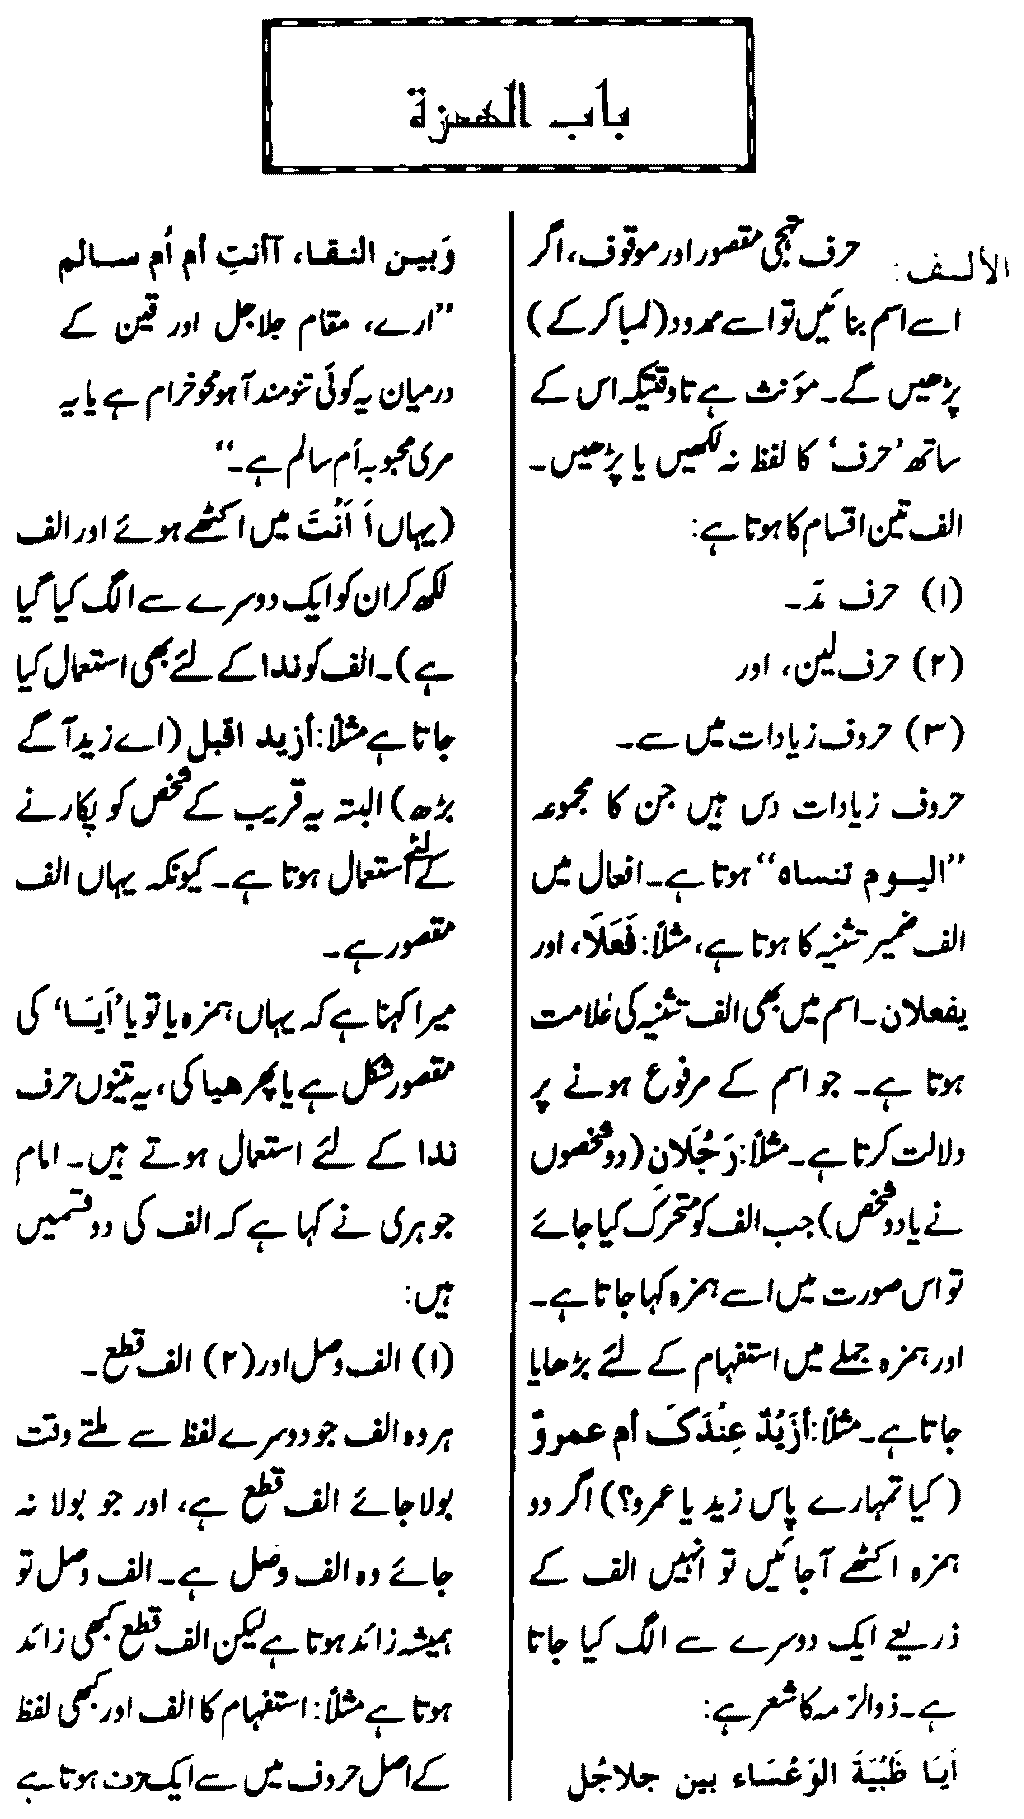 باب الهمزة
الألـف: حرف تہجی مقصور اور موقوف، اگر
اسے اسم بنائیں تو اسے ممدود (لمبا کر کے)
پڑھیں گے۔ مؤنث ہے تاوقتیکہ اس کے
ساتھ ’حرف‘ کا لفظ نہ لکھیں یا پڑھیں۔
الف تین اقسام کا ہوتا ہے:
(۱) حرف مَدّ۔
(۲) حرف لین، اور
(۳) حروف زیادات میں سے۔
حروف زیادات دس ہیں جن کا مجموعہ
”الیـوم تنساہ“ ہوتا ہے۔ افعال میں
الف ضمیر تثنیہ کا ہوتا ہے، مثلاً: فَعَلَا، اور
یفعلان۔ اسم میں بھی الف تثنیہ کی علامت
ہوتا ہے۔ جو اسم کے مرفوع ہونے پر
دلالت کرتا ہے۔ مثلاً: رَجُلَانِ (دو شخصوں
نے یا دو شخص) جب الف کو متحرک کیا جائے
تو اس صورت میں اسے ہمزہ کہا جاتا ہے۔
اور ہمزہ جملے میں استفہام کے لئے بڑھایا
جاتا ہے۔ مثلاً: أزَیْدٌ عِنْدَکَ أم عمروٌ
(کیا تمہارے پاس زید یا عمرو؟) اگر دو
ہمزہ اکٹھے آجائیں تو انہیں الف کے
ذریعے ایک دوسرے سے الگ کیا جاتا
ہے۔ ذوالرّمہ کا شعر ہے:
أیَـا ظَبْیَةَ الوَعْسَاء بین جلاجُل
وَبیـن النـقـا، آأنتِ أم أُم سـالم
”ارے، مقام جلاجل اور قین کے
درمیان یہ کوئی تنومند آہو محو خرام ہے یا یہ
مری محبوبہ اُم سالم ہے۔“
(یہاں أ أَنْتَ میں اکٹھے ہوئے اور الف
لکھ کر ان کو ایک دوسرے سے الگ کیا گیا
ہے)۔ الف کو ندا کے لئے بھی استعمال کیا
جاتا ہے مثلاً: أزید اقبل (اے زید آگے
بڑھ) البتہ یہ قریب کے شخص کو پکارنے
کے لئے استعمال ہوتا ہے۔ کیونکہ یہاں الف
مقصور ہے۔
میرا کہنا ہے کہ یہاں ہمزہ یا تو یا ’أیَـا‘ کی
مقصور شکل ہے یا پھر ھیا کی، یہ تینوں حرف
ندا کے لئے استعمال ہوتے ہیں۔ امام
جوہری نے کہا ہے کہ الف کی دو قسمیں
ہیں:
(۱) الف وصل اور (۲) الف قطع۔
ہر وہ الف جو دوسرے لفظ سے ملتے وقت
بولا جائے الف قطع ہے، اور جو بولا نہ
جائے وہ الف وصل ہے۔ الف وصل تو
ہمیشہ زائد ہوتا ہے لیکن الف قطع کبھی زائد
ہوتا ہے مثلاً: استفہام کا الف اور کبھی لفظ
کے اصل حروف میں سے ایک حرف ہوتا ہے